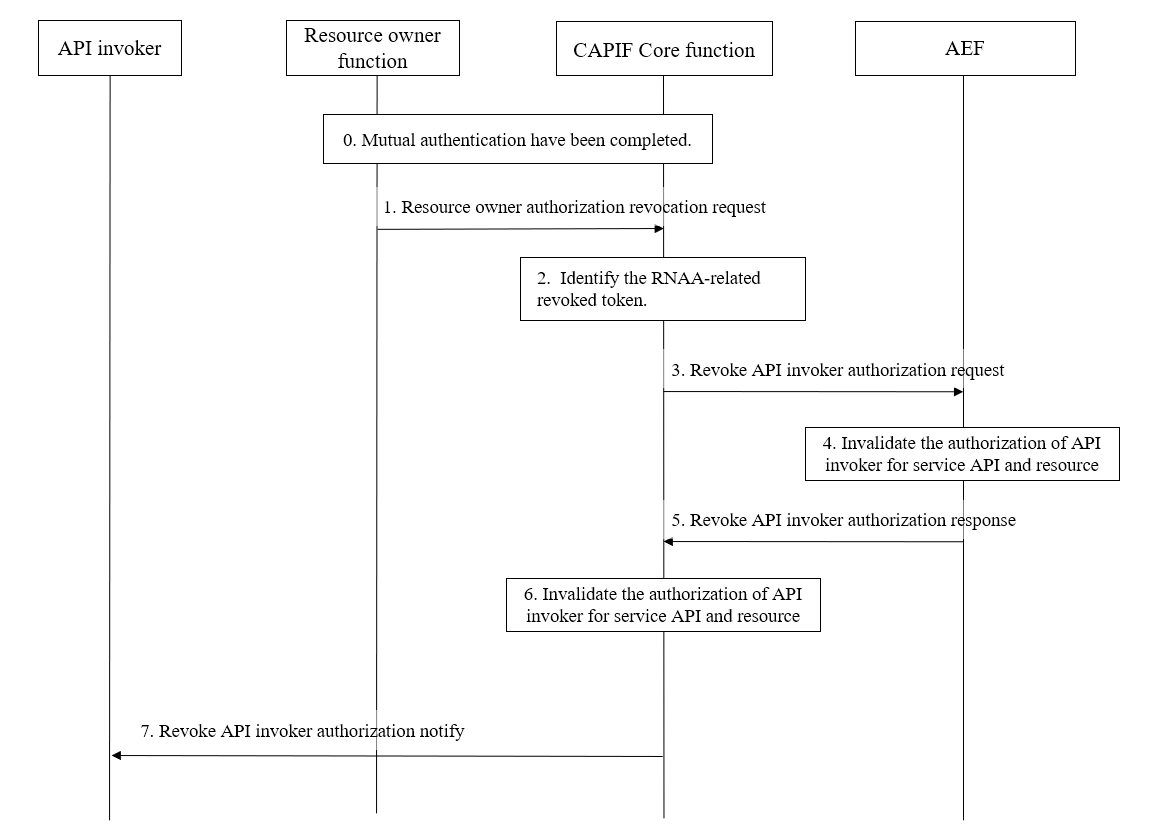 API invoker
Resource owner
function
CAPIF Core function
AEF
0. Mutual authentication have been completed.
1. Resource owner authorization revocation request
2.  Identify the RNAA-related
revoked token.
3. Revoke API invoker authorization request
4. Invalidate the authorization of API
invoker for service API and resource
5. Revoke API invoker authorization response
6. Invalidate the authorization of API
invoker for service API and resource
7. Revoke API invoker authorization notify